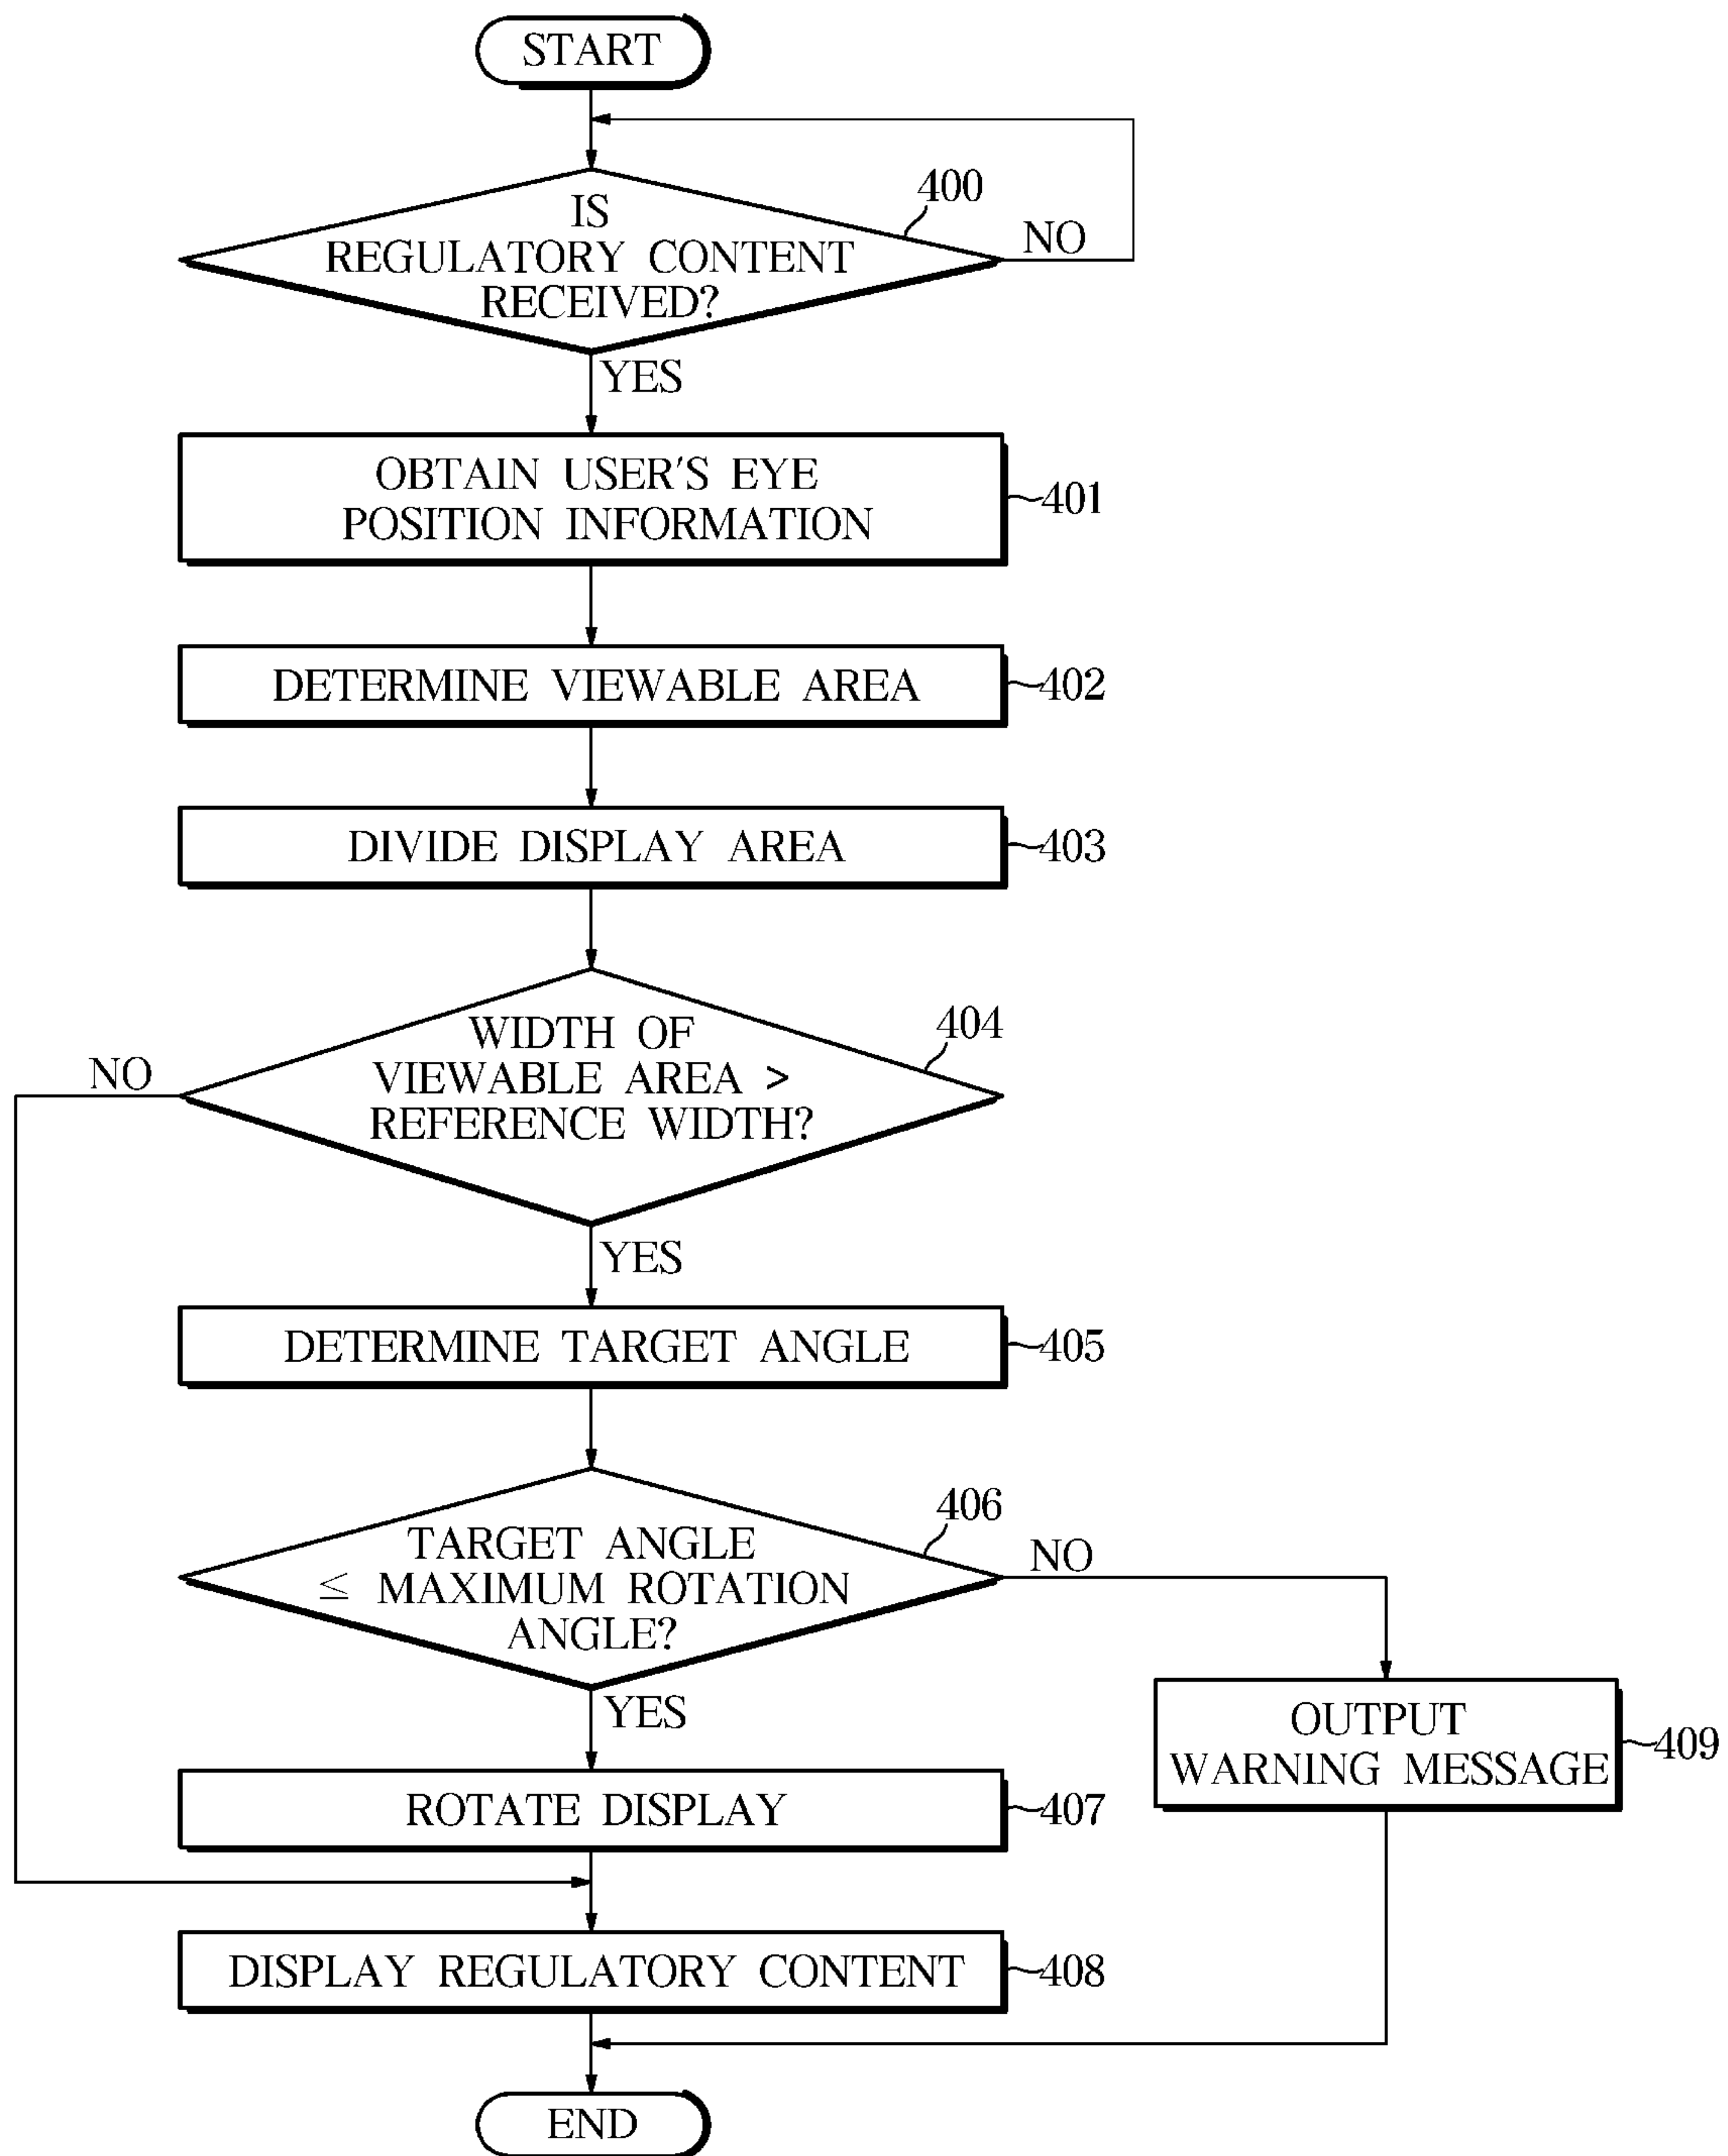 START
400
IS
REGULATORY CONTENT
RECEIVED?
NO
YES
OBTAIN USER'S EYE
POSITION INFORMATION
401
DETERMINE VIEWABLE AREA
402
DIVIDE DISPLAY AREA
403
404
WIDTH OF
VIEWABLE AREA >
REFERENCE WIDTH?
NO
YES
DETERMINE TARGET ANGLE
405
406
TARGET ANGLE
≤ MAXIMUM ROTATION
ANGLE?
NO
YES
OUTPUT
WARNING MESSAGE
409
ROTATE DISPLAY
407
DISPLAY REGULATORY CONTENT
408
END